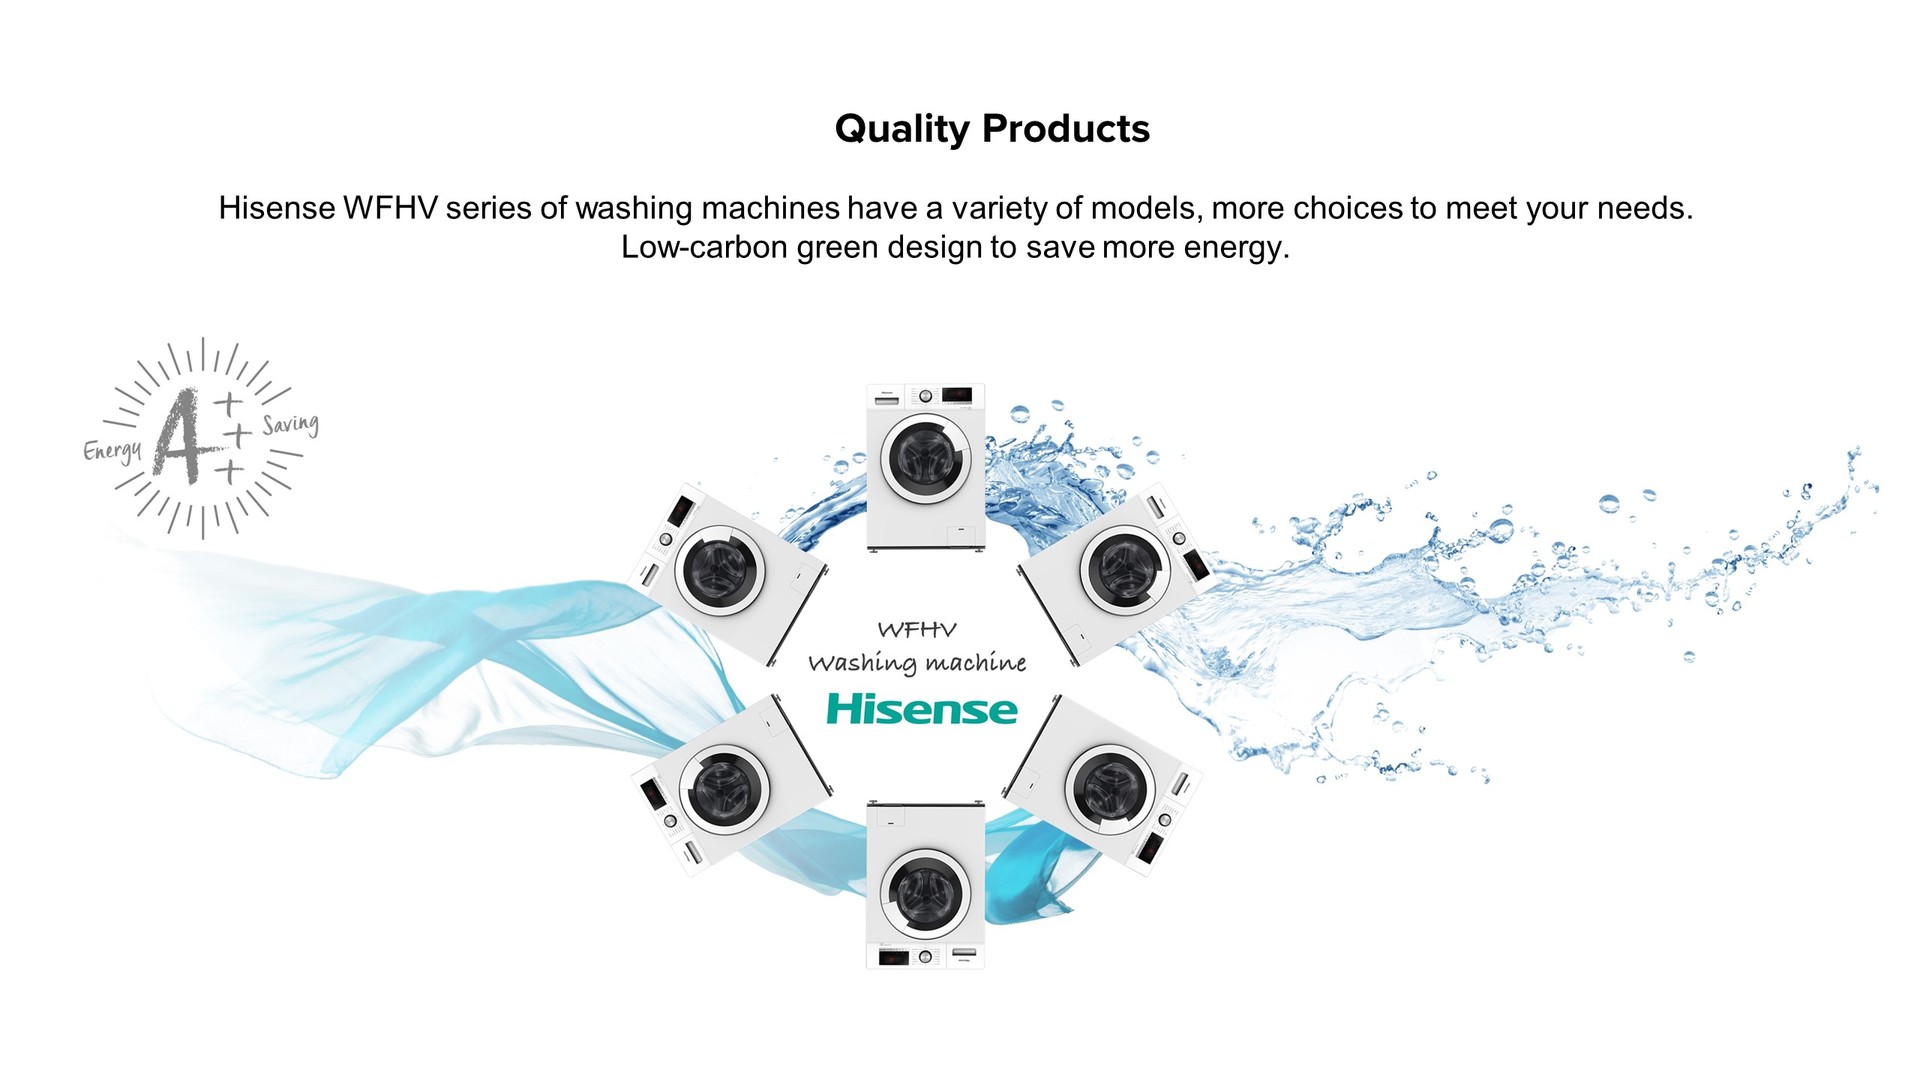 Quality Products
Hisense WFHV series of washing machines have a variety of models, more choices to meet your needs.
Low-carbon green design to save more energy.
Energy A+++ Saving
WFHV
Washing machine
Hisense